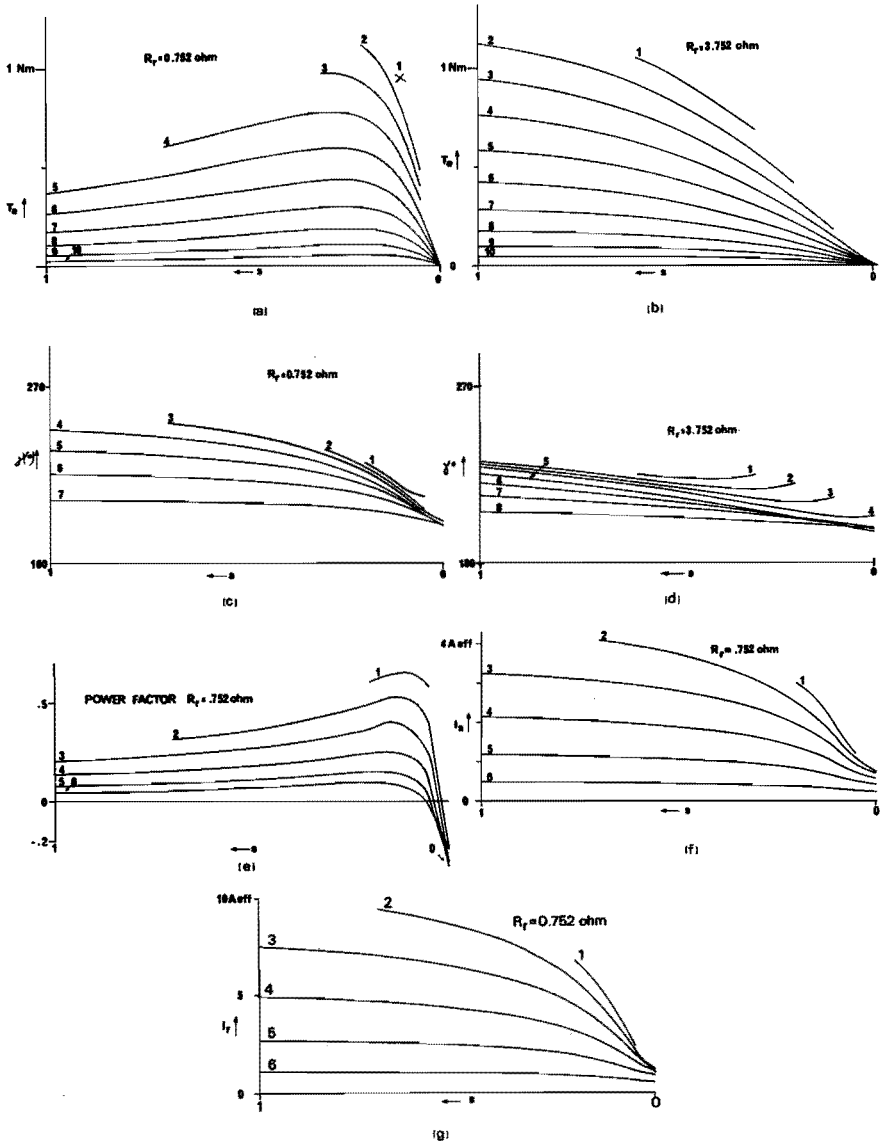 R_r=0.752 ohm
2
1
3
1 Nm
4
5
6
7
8
9 10
T_e ↑
1
← s
0
(a)
R_r=3.752 ohm
2
1
1 Nm
3
4
5
6
7
8
9
10
T_e ↑
0
1
← s
0
(b)
R_r=0.752 ohm
270
3
4
2
1
5
6
7
180
1
← s
0
(c)
270
R_r=3.752 ohm
5
1
2
6
3
7
8
4
γ° ↑
180
1
← s
0
(d)
POWER FACTOR R_r=.752 ohm
.5
1
2
3
4
5 6
0
-.2
1
← s
0
(e)
4Aeff
R_r=.752 ohm
2
1
3
4
I_s ↑
5
6
0
1
← s
0
(f)
10Aeff
R_r=0.752 ohm
2
1
3
4
5
I_r ↑
5
6
0
1
← s
0
(g)